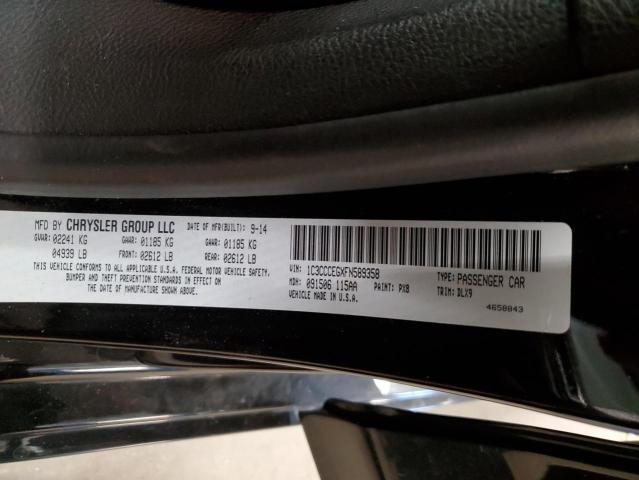 MFD BY CHRYSLER GROUP LLC DATE OF MFR(BUILT): 9-14
GVWR: 02241 KG GAWR: 01185 KG GAWR: 01185 KG
04939 LB FRONT: 02612 LB REAR: 02612 LB
THIS VEHICLE CONFORMS TO ALL APPLICABLE U.S.A. FEDERAL MOTOR VEHICLE SAFETY,
BUMPER AND THEFT PREVENTION STANDARDS IN EFFECT ON
THE DATE OF MANUFACTURE SHOWN ABOVE.
VIN: 1C3CCCEGXFN589358 TYPE: PASSENGER CAR
MDH: 091506 115AA PAINT: PX8 TRIM: DLX9
VEHICLE MADE IN U.S.A. 4658843